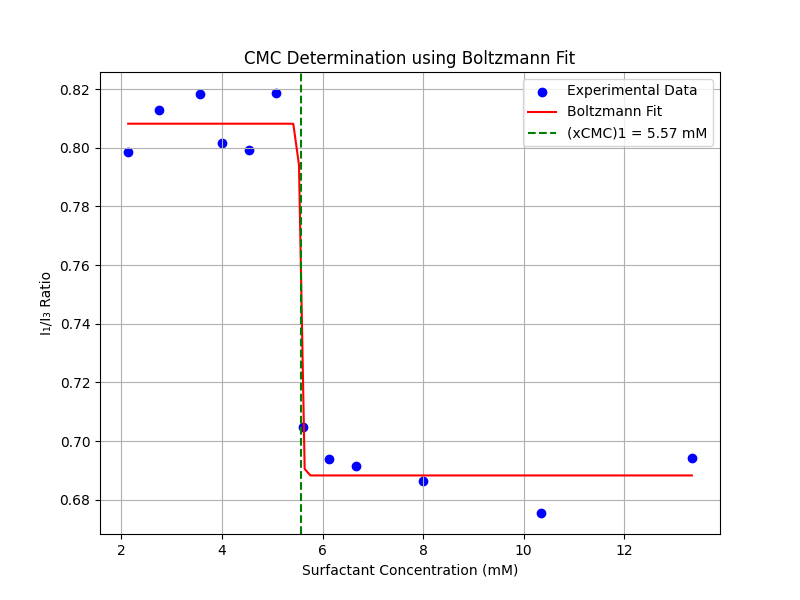 CMC Determination using Boltzmann Fit
Experimental Data
Boltzmann Fit
(xCMC)1 = 5.57 mM
I₁/I₃ Ratio
0.82
0.80
0.78
0.76
0.74
0.72
0.70
0.68
2 4 6 8 10 12
Surfactant Concentration (mM)